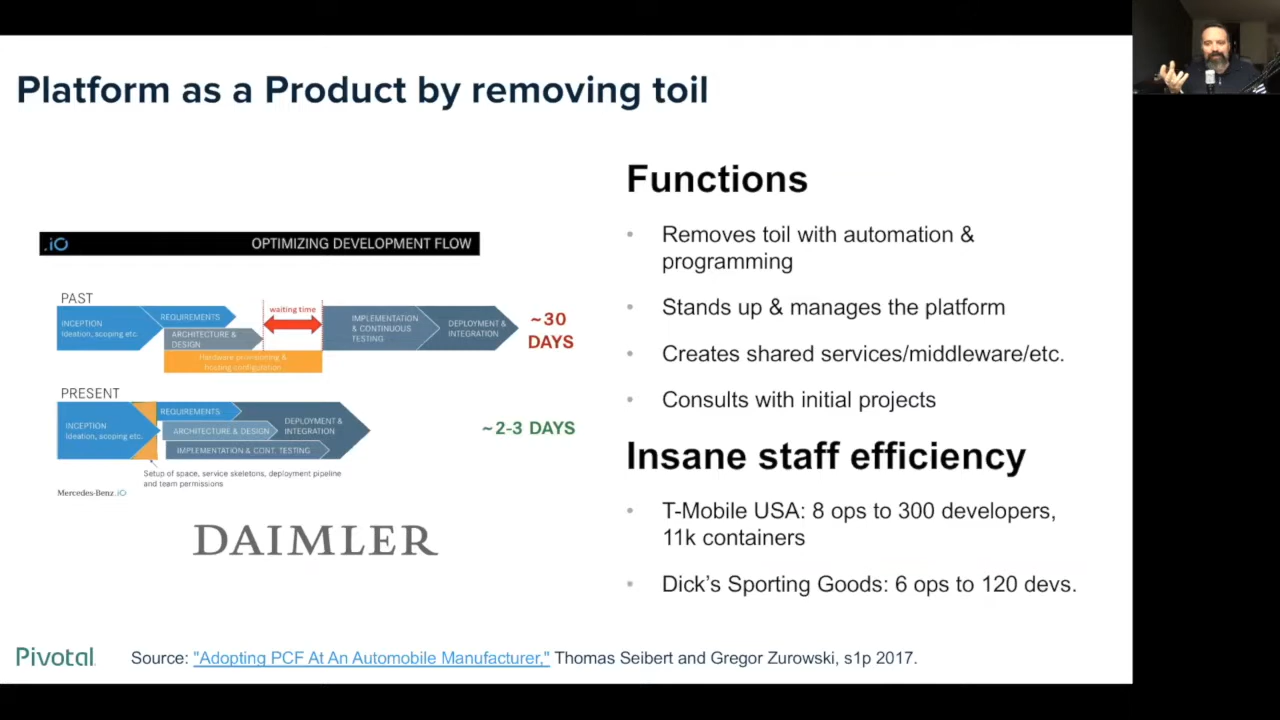 Platform as a Product by removing toil
.iO
OPTIMIZING DEVELOPMENT FLOW
PAST
INCEPTION
Ideation, scoping etc.
REQUIREMENTS
ARCHITECTURE &
DESIGN
waiting time
Hardware provisioning &
hosting configuration
IMPLEMENTATION
& CONTINUOUS
TESTING
DEPLOYMENT &
INTEGRATION
~30
DAYS
PRESENT
INCEPTION
Ideation, scoping etc.
REQUIREMENTS
ARCHITECTURE & DESIGN
IMPLEMENTATION & CONT. TESTING
DEPLOYMENT &
INTEGRATION
~2-3 DAYS
Setup of space, service skeletons, deployment pipeline
and team permissions
Mercedes-Benz.iO
DAIMLER
Functions
• Removes toil with automation &
programming
• Stands up & manages the platform
• Creates shared services/middleware/etc.
• Consults with initial projects
Insane staff efficiency
• T-Mobile USA: 8 ops to 300 developers,
11k containers
• Dick's Sporting Goods: 6 ops to 120 devs.
Pivotal
Source: "Adopting PCF At An Automobile Manufacturer," Thomas Seibert and Gregor Zurowski, s1p 2017.